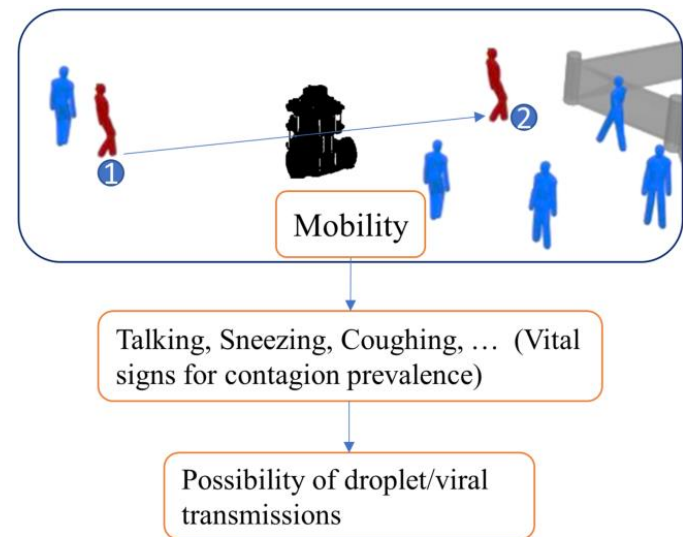 1
2
Mobility
Talking, Sneezing, Coughing, … (Vital
signs for contagion prevalence)
Possibility of droplet/viral
transmissions